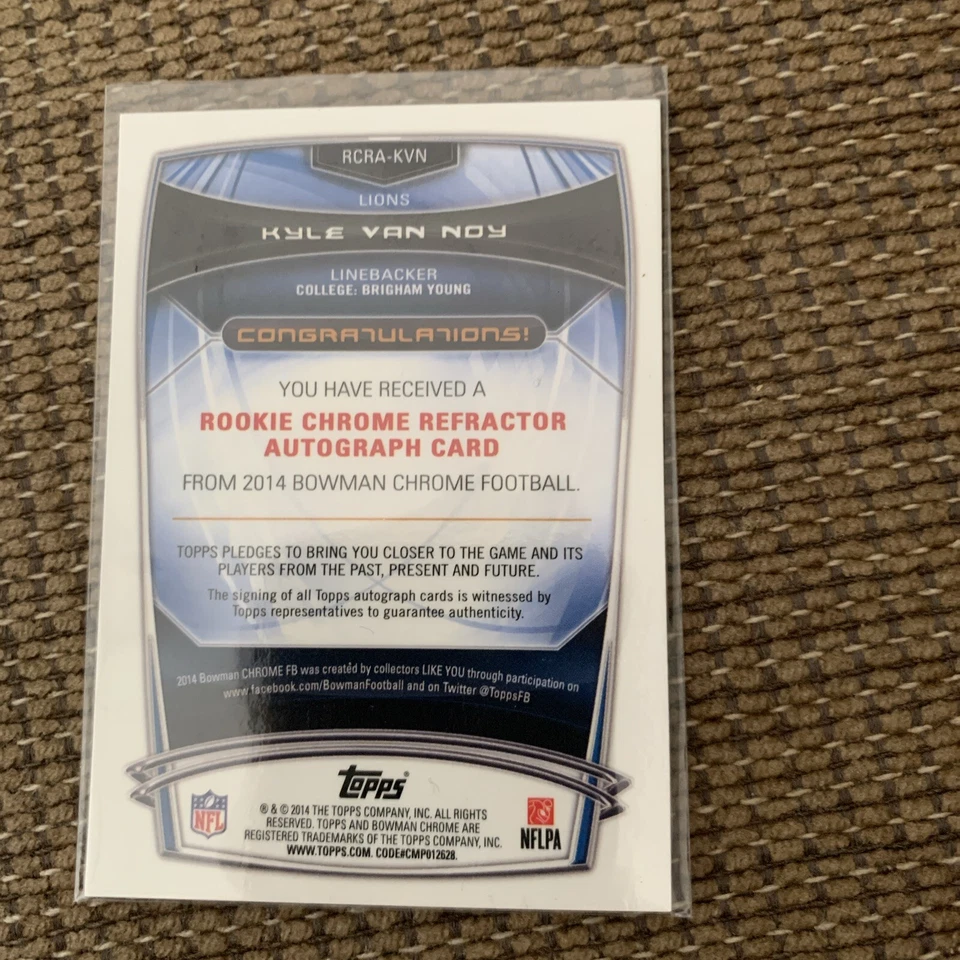 RCRA-KVN
LIONS
KYLE VAN NOY
LINEBACKER
COLLEGE: BRIGHAM YOUNG
CONGRATULATIONS!
YOU HAVE RECEIVED A
ROOKIE CHROME REFRACTOR
AUTOGRAPH CARD
FROM 2014 BOWMAN CHROME FOOTBALL.
TOPPS PLEDGES TO BRING YOU CLOSER TO THE GAME AND ITS
PLAYERS FROM THE PAST, PRESENT AND FUTURE.
The signing of all Topps autograph cards is witnessed by
Topps representatives to guarantee authenticity.
2014 Bowman CHROME FB was created by collectors LIKE YOU through participation on
www.facebook.com/BowmanFootball and on Twitter @ToppsFB
topps®
® & © 2014 THE TOPPS COMPANY, INC. ALL RIGHTS
RESERVED. TOPPS AND BOWMAN CHROME ARE
REGISTERED TRADEMARKS OF THE TOPPS COMPANY, INC.
WWW.TOPPS.COM. CODE#CMP012628.
NFL
NFLPA